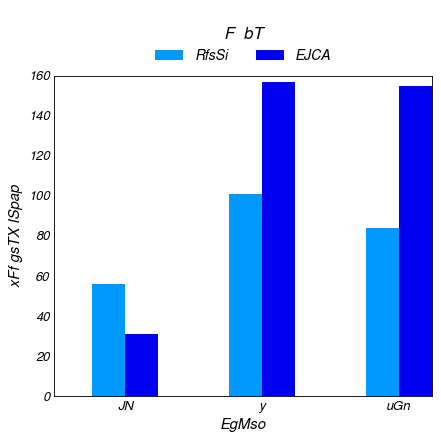 F bT
RfsSi EJCA
160
140
120
100
80
60
40
20
0
xFf gsTX lSpap
JN y uGn
EgMso